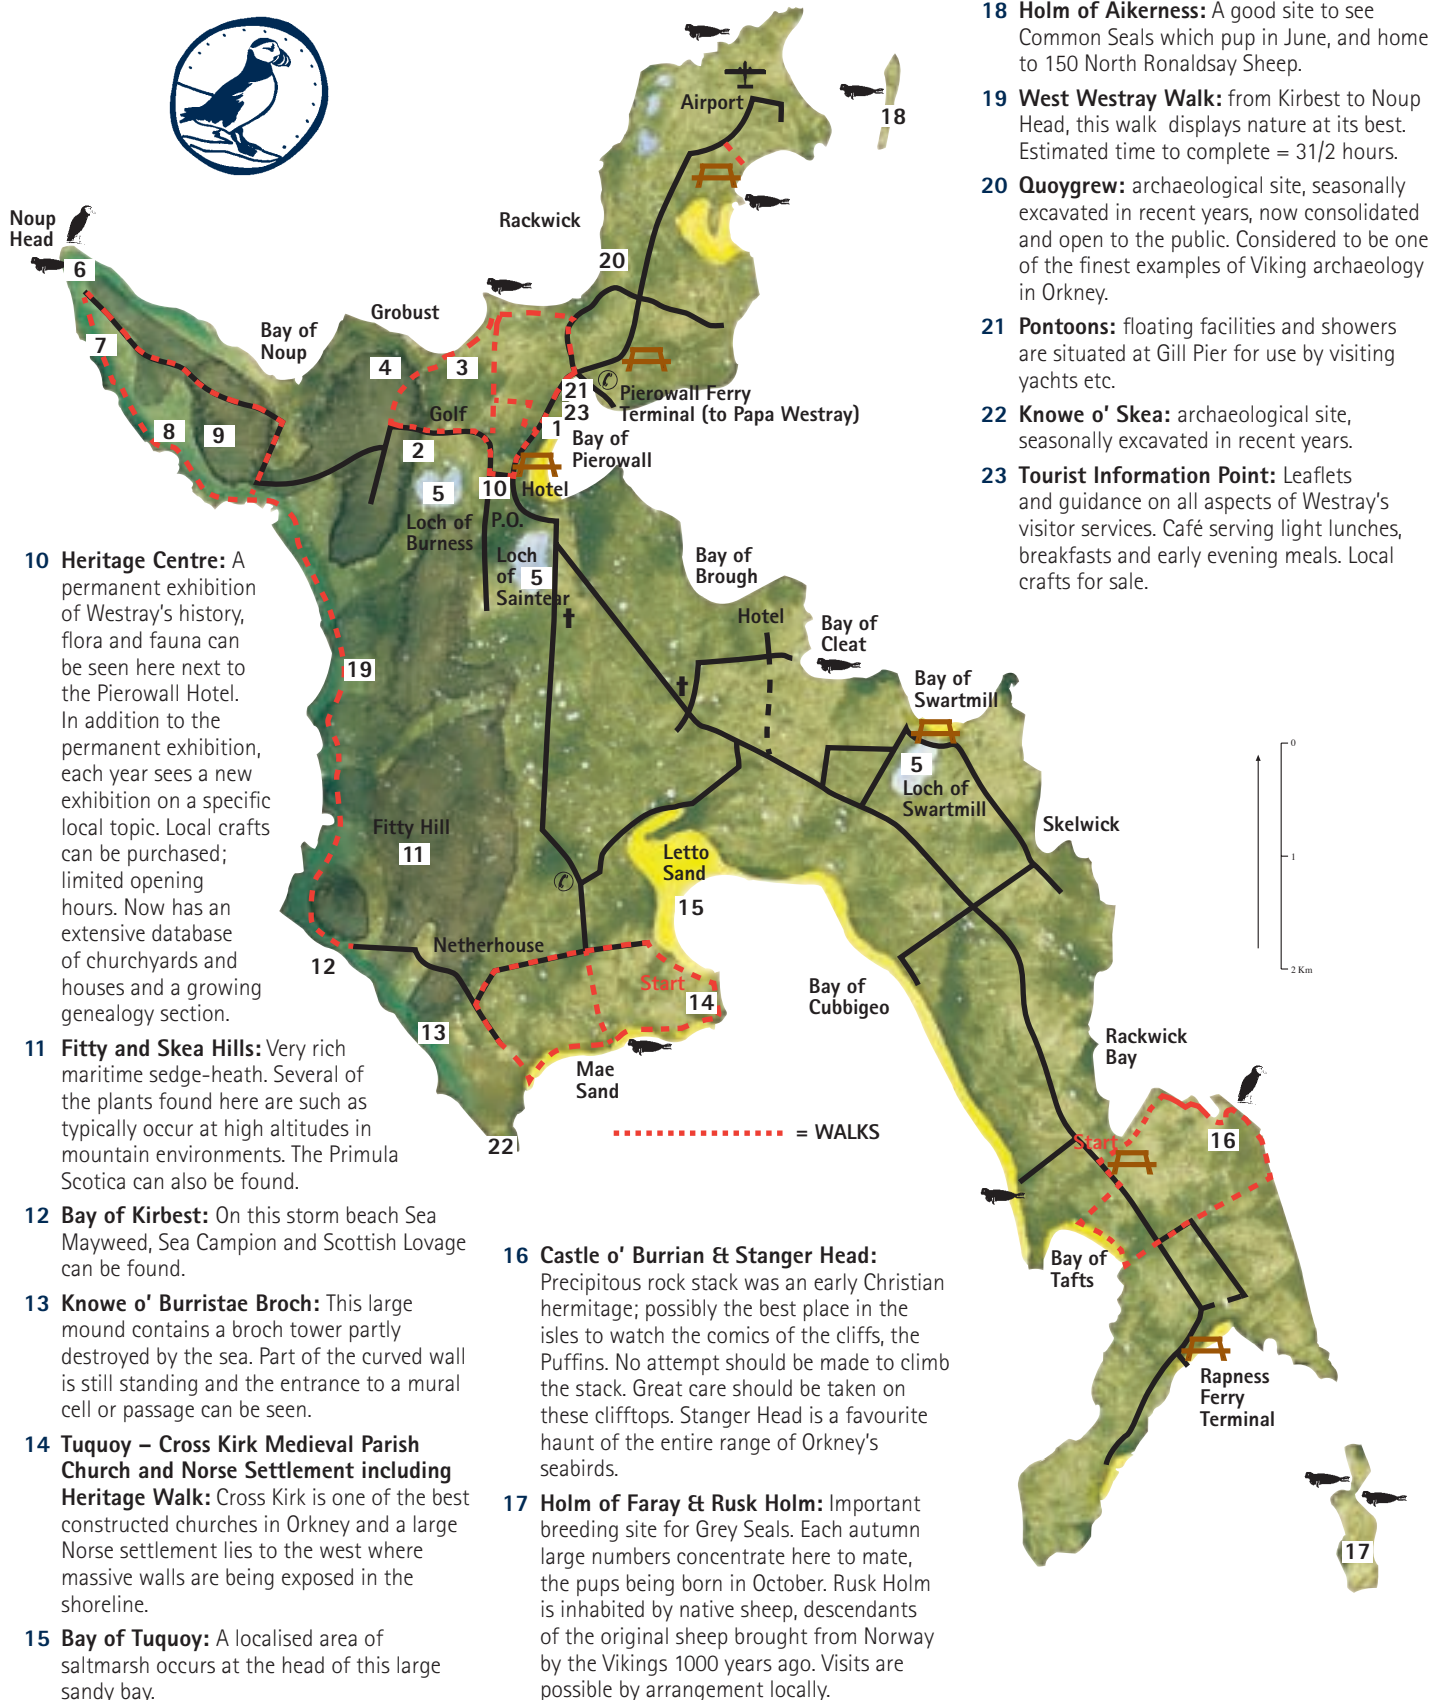 18 Holm of Aikerness: A good site to see
Common Seals which pup in June, and home
to 150 North Ronaldsay Sheep.
19 West Westray Walk: from Kirbest to Noup
Head, this walk displays nature at its best.
Estimated time to complete = 31/2 hours.
20 Quoygrew: archaeological site, seasonally
excavated in recent years, now consolidated
and open to the public. Considered to be one
of the finest examples of Viking archaeology
in Orkney.
21 Pontoons: floating facilities and showers
are situated at Gill Pier for use by visiting
yachts etc.
22 Knowe o' Skea: archaeological site,
seasonally excavated in recent years.
23 Tourist Information Point: Leaflets
and guidance on all aspects of Westray's
visitor services. Café serving light lunches,
breakfasts and early evening meals. Local
crafts for sale.
Airport
18
Noup
Head
6
Rackwick
20
Grobust
Bay of
Noup
7
4
3
21
Pierowall Ferry
Terminal (to Papa Westray)
23
Golf
1
8
9
2
Bay of
Pierowall
5
10
Hotel
Loch of
Burness
P.O.
Loch
of 5
Saintear
Bay of
Brough
Hotel
Bay of
Cleat
19
Bay of
Swartmill
5
Loch of
Swartmill
0
1
2 Km
Skelwick
Fitty Hill
11
Letto
Sand
15
Netherhouse
12
Start
14
Bay of
Cubbigeo
13
Mae
Sand
22
Rackwick
Bay
= WALKS
Start
16
Bay of
Tafts
Rapness
Ferry
Terminal
17
10 Heritage Centre: A
permanent exhibition
of Westray's history,
flora and fauna can
be seen here next to
the Pierowall Hotel.
In addition to the
permanent exhibition,
each year sees a new
exhibition on a specific
local topic. Local crafts
can be purchased;
limited opening
hours. Now has an
extensive database
of churchyards and
houses and a growing
genealogy section.
11 Fitty and Skea Hills: Very rich
maritime sedge-heath. Several of
the plants found here are such as
typically occur at high altitudes in
mountain environments. The Primula
Scotica can also be found.
12 Bay of Kirbest: On this storm beach Sea
Mayweed, Sea Campion and Scottish Lovage
can be found.
13 Knowe o' Burristae Broch: This large
mound contains a broch tower partly
destroyed by the sea. Part of the curved wall
is still standing and the entrance to a mural
cell or passage can be seen.
14 Tuquoy – Cross Kirk Medieval Parish
Church and Norse Settlement including
Heritage Walk: Cross Kirk is one of the best
constructed churches in Orkney and a large
Norse settlement lies to the west where
massive walls are being exposed in the
shoreline.
15 Bay of Tuquoy: A localised area of
saltmarsh occurs at the head of this large
sandy bay.
16 Castle o' Burrian & Stanger Head:
Precipitous rock stack was an early Christian
hermitage; possibly the best place in the
isles to watch the comics of the cliffs, the
Puffins. No attempt should be made to climb
the stack. Great care should be taken on
these clifftops. Stanger Head is a favourite
haunt of the entire range of Orkney's
seabirds.
17 Holm of Faray & Rusk Holm: Important
breeding site for Grey Seals. Each autumn
large numbers concentrate here to mate,
the pups being born in October. Rusk Holm
is inhabited by native sheep, descendants
of the original sheep brought from Norway
by the Vikings 1000 years ago. Visits are
possible by arrangement locally.